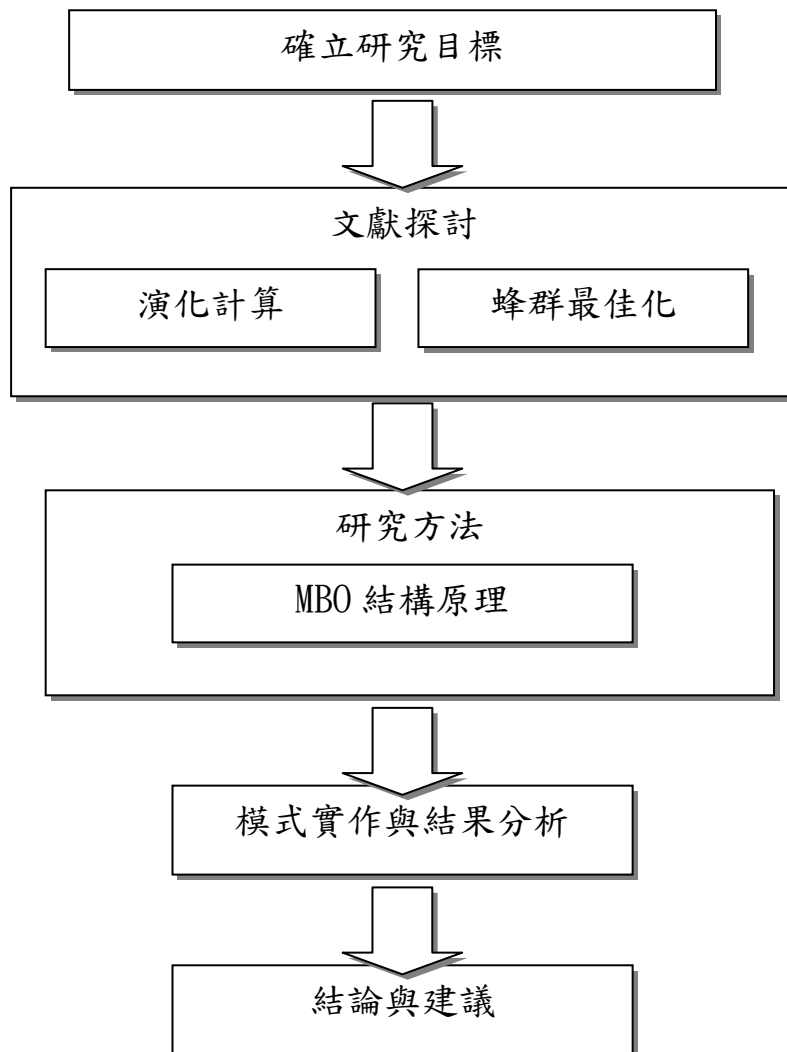 確立研究目標
文獻探討
演化計算
蜂群最佳化
研究方法
MBO 結構原理
模式實作與結果分析
結論與建議